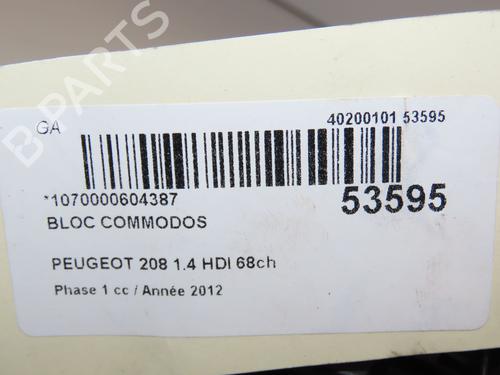 B PARTS
GA
40200101 53595
*1070000604387
53595
BLOC COMMODOS
PEUGEOT 208 1.4 HDI 68ch
Phase 1 cc / Année 2012